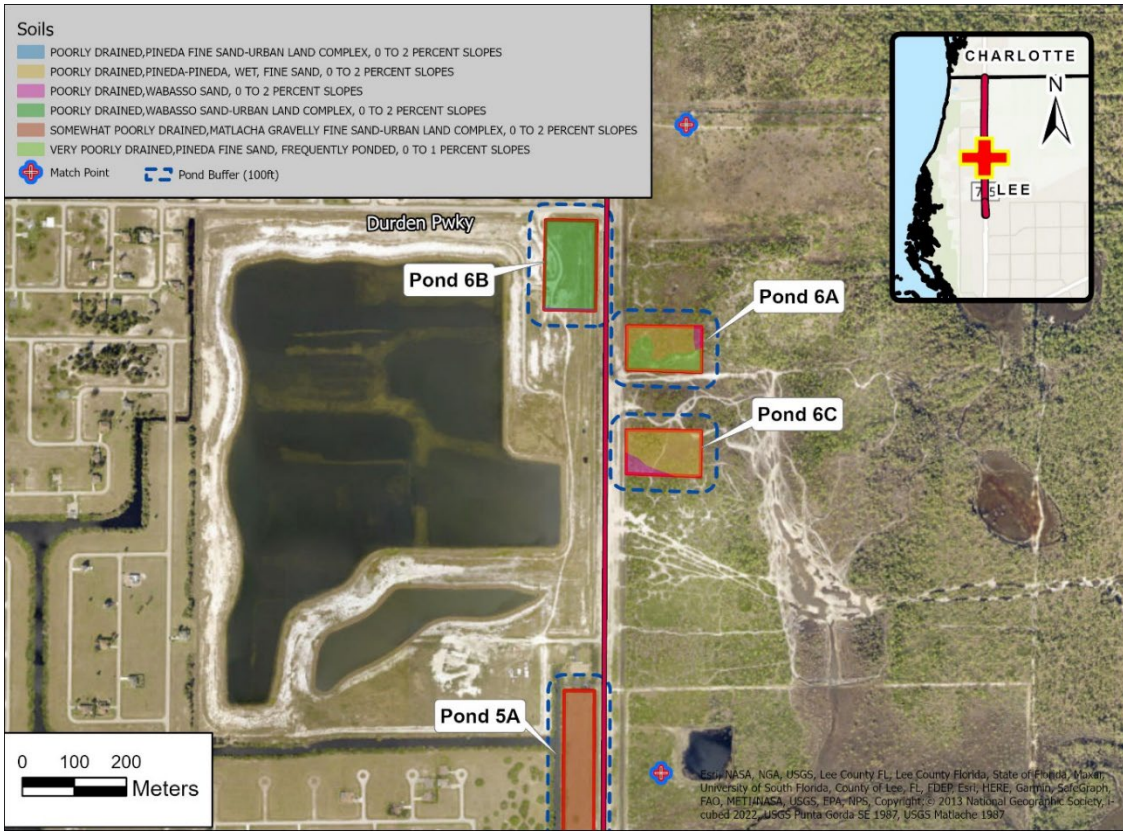 Soils
POORLY DRAINED,PINEDA FINE SAND-URBAN LAND COMPLEX, 0 TO 2 PERCENT SLOPES
POORLY DRAINED,PINEDA-PINEDA, WET, FINE SAND, 0 TO 2 PERCENT SLOPES
POORLY DRAINED,WABASSO SAND, 0 TO 2 PERCENT SLOPES
POORLY DRAINED,WABASSO SAND-URBAN LAND COMPLEX, 0 TO 2 PERCENT SLOPES
SOMEWHAT POORLY DRAINED,MATLACHA GRAVELLY FINE SAND-URBAN LAND COMPLEX, 0 TO 2 PERCENT SLOPES
VERY POORLY DRAINED,PINEDA FINE SAND, FREQUENTLY PONDED, 0 TO 1 PERCENT SLOPES
Match Point
Pond Buffer (100ft)
CHARLOTTE
N
LEE
Durden Pwky
Pond 6B
Pond 6A
Pond 6C
Pond 5A
0 100 200
Meters
Esri, NASA, NGA, USGS, Lee County FL, Lee County Florida, State of Florida, Maxar,
University of South Florida, County of Lee, FL, FDEP, Esri, HERE, Garmin, SafeGraph,
FAO, METI/NASA, USGS, EPA, NPS, Copyright:© 2013 National Geographic Society, i-
cubed 2022, USGS Punta Gorda SE 1987, USGS Matlache 1987